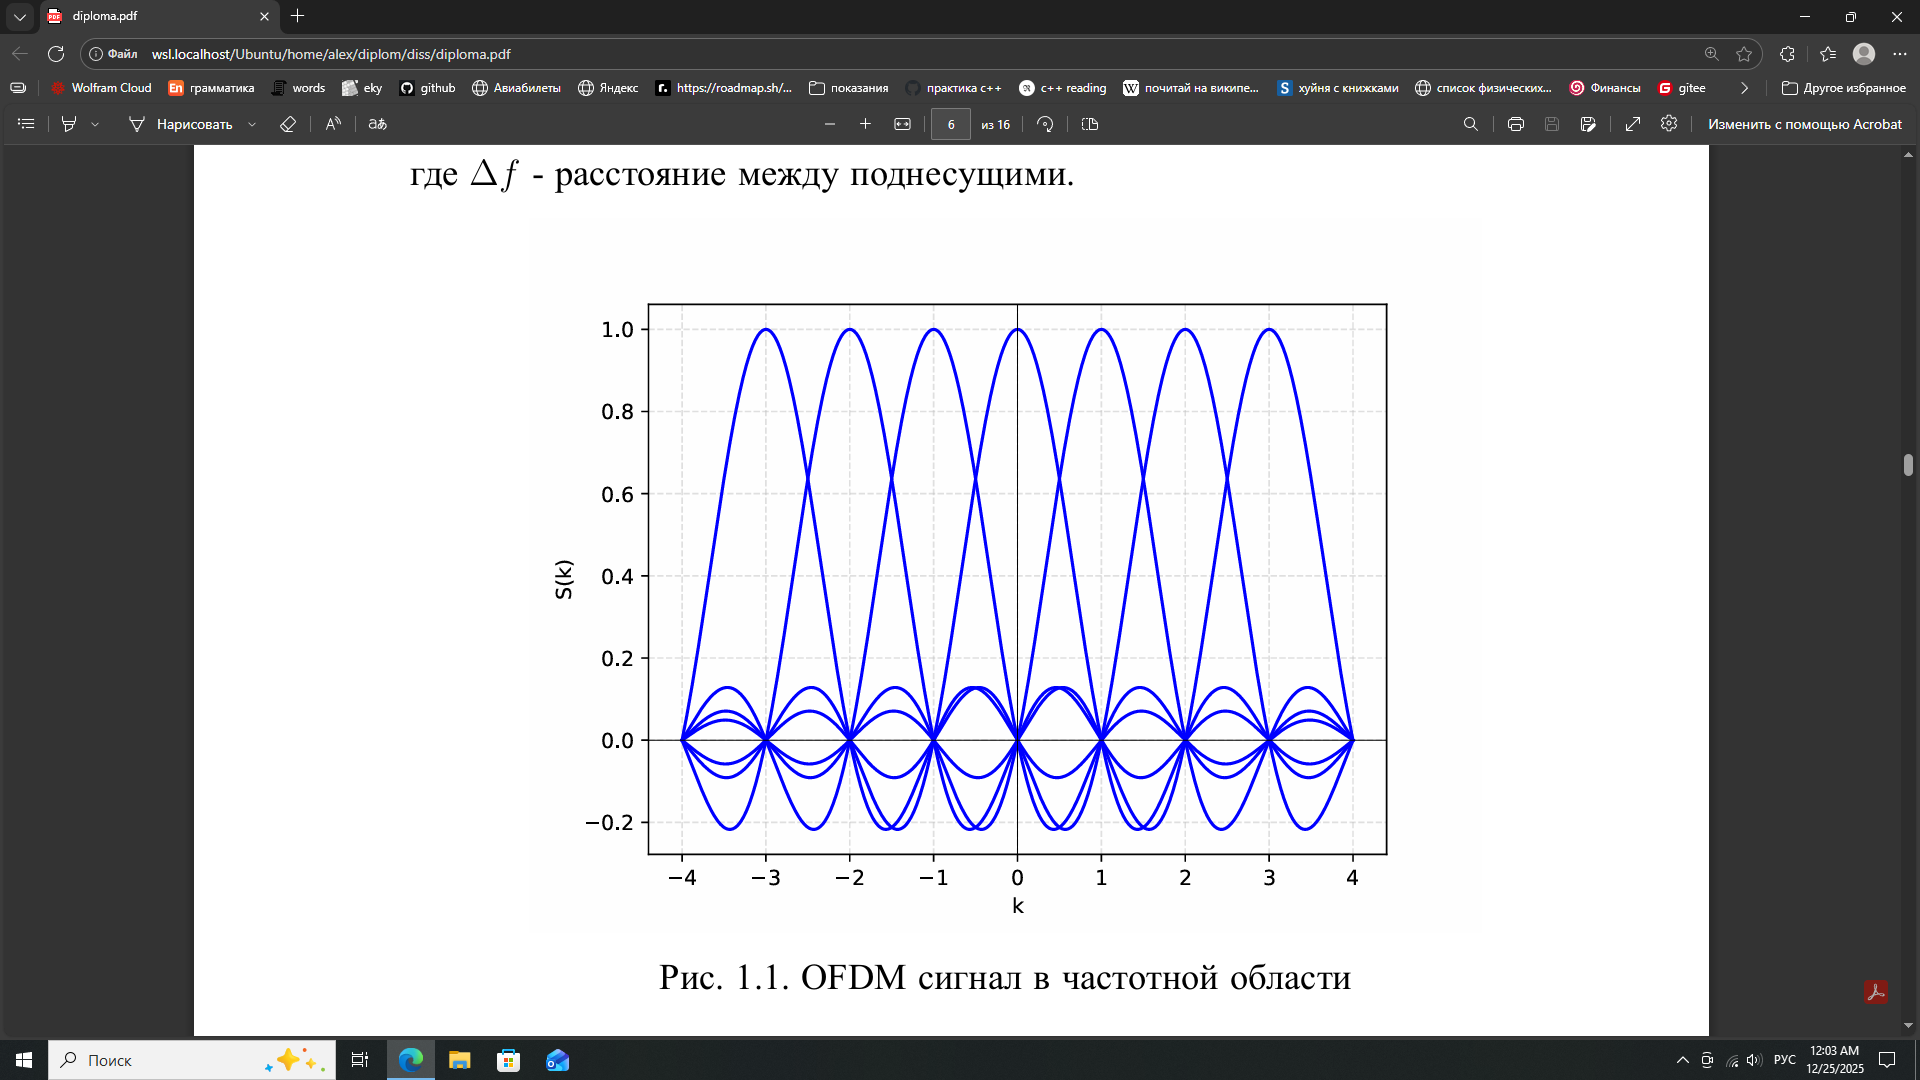 diploma.pdf
Файл wsl.localhost/Ubuntu/home/alex/diplom/diss/diploma.pdf
Wolfram Cloud грамматика words eky github Авиабилеты Яндекс https://roadmap.sh/... показания практика с++ c++ reading почитай на википе... хуйня с книжками список физических... Финансы gitee Другое избранное
Нарисовать 6 из 16 Изменить с помощью Acrobat
где Δf - расстояние между поднесущими.
1.0
0.8
0.6
0.4
0.2
0.0
−0.2
S(k)
−4 −3 −2 −1 0 1 2 3 4
k
Рис. 1.1. OFDM сигнал в частотной области
Поиск
РУС
12:03 AM
12/25/2025